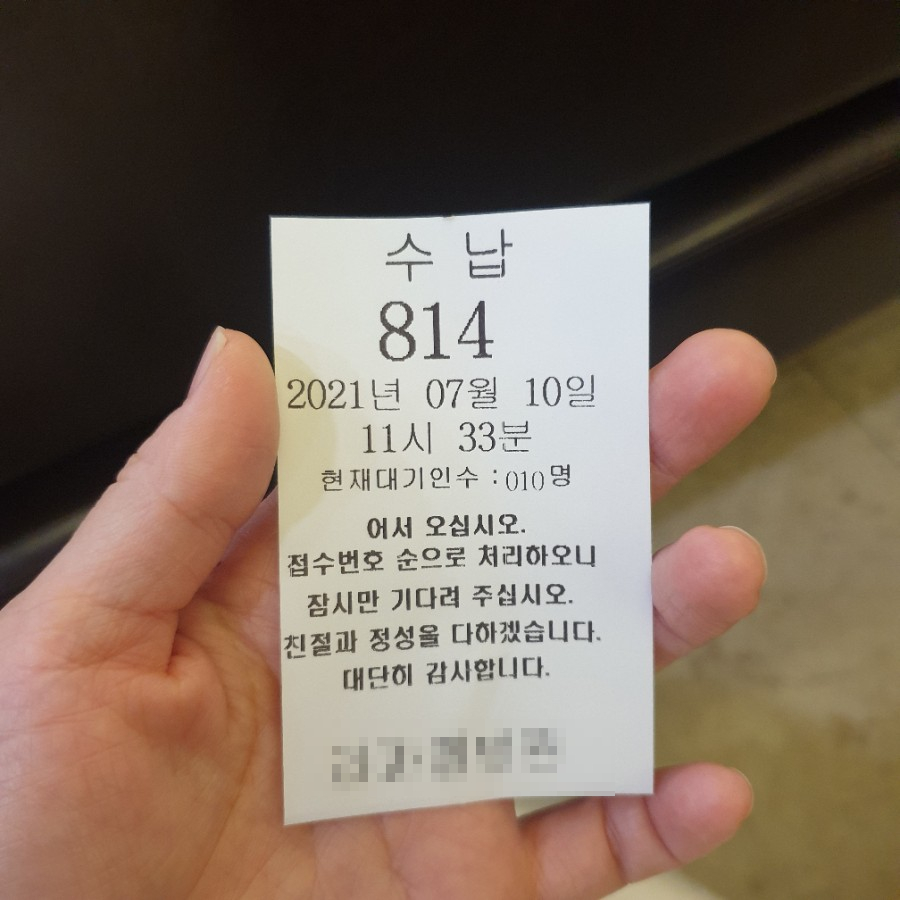 수 납
814
2021년 07월 10일
11시 33분
현재대기인수 : 010명
어서 오십시오.
접수번호 순으로 처리하오니
잠시만 기다려 주십시오.
친절과 정성을 다하겠습니다.
대단히 감사합니다.